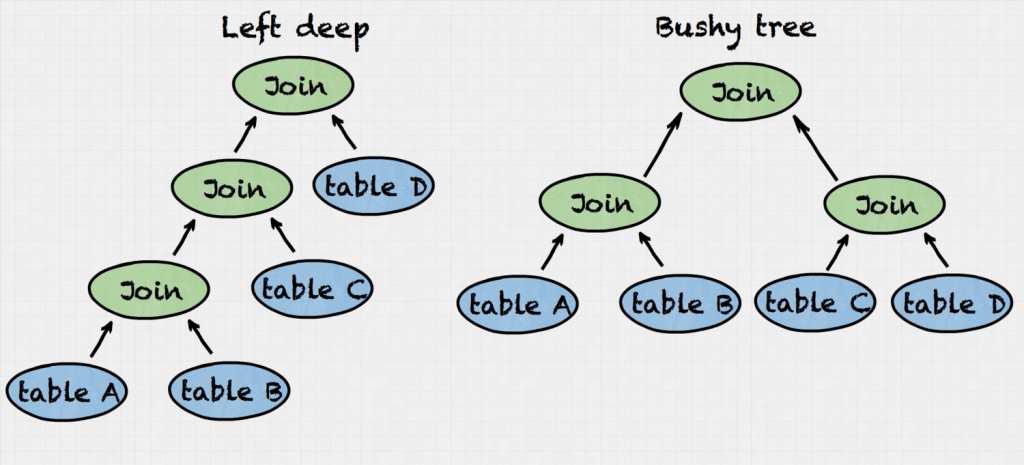 Left deep
Join
Join
table D
Join
table C
table A
table B
Bushy tree
Join
Join
Join
table A
table B
table C
table D